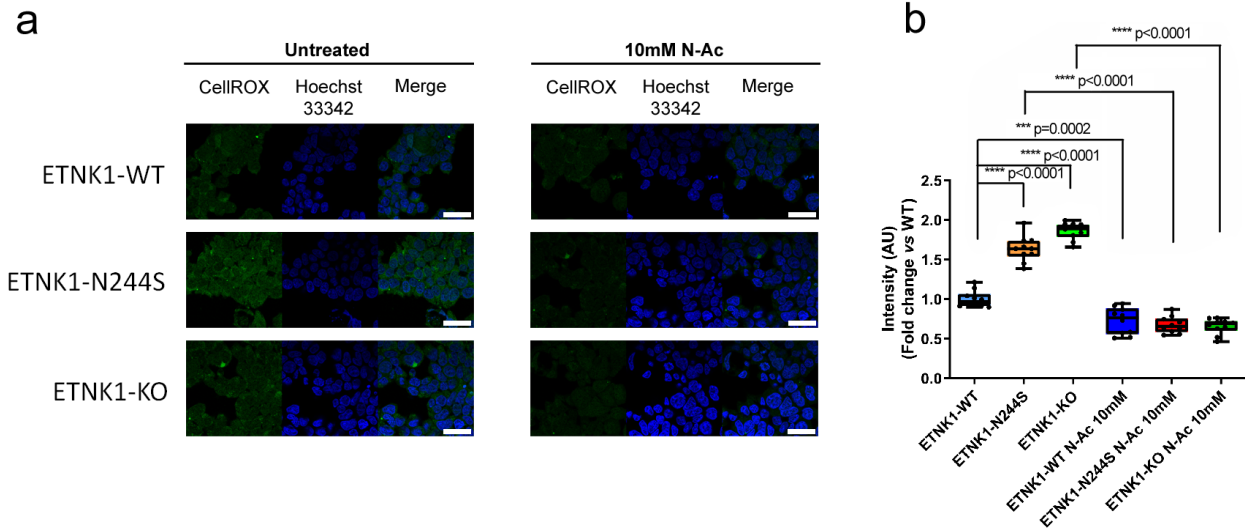 a
Untreated
CellROX
Hoechst
33342
Merge
10mM N-Ac
CellROX
Hoechst
33342
Merge
ETNK1-WT
ETNK1-N244S
ETNK1-KO
b
**** p<0.0001
**** p<0.0001
*** p=0.0002
**** p<0.0001
**** p<0.0001
Intensity (AU)
(Fold change vs WT)
2.5
2.0
1.5
1.0
0.5
0.0
ETNK1-WT
ETNK1-N244S
ETNK1-KO
ETNK1-WT N-Ac 10mM
ETNK1-N244S N-Ac 10mM
ETNK1-KO N-Ac 10mM